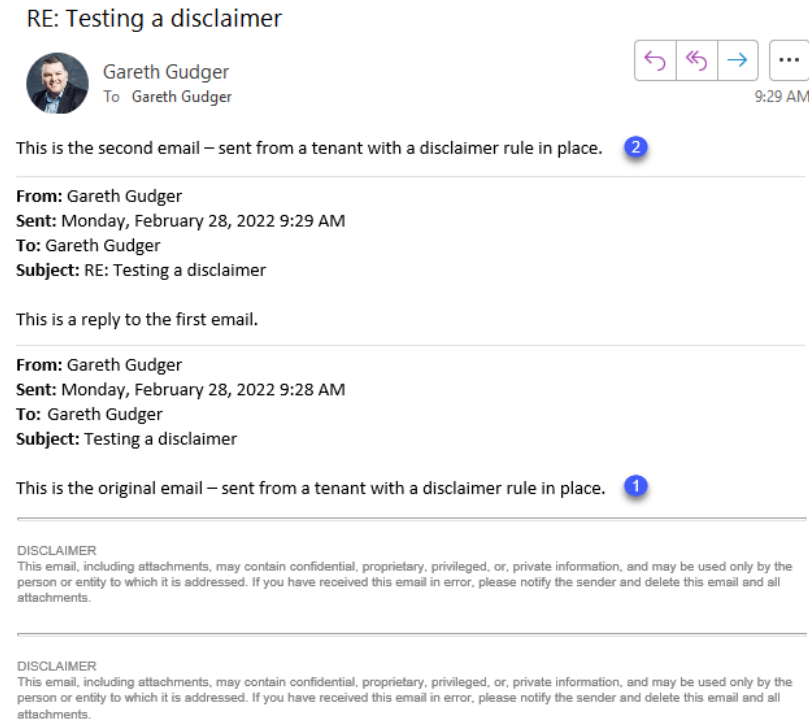 RE: Testing a disclaimer
Gareth Gudger
To Gareth Gudger
9:29 AM
This is the second email – sent from a tenant with a disclaimer rule in place. 2
From: Gareth Gudger
Sent: Monday, February 28, 2022 9:29 AM
To: Gareth Gudger
Subject: RE: Testing a disclaimer
This is a reply to the first email.
From: Gareth Gudger
Sent: Monday, February 28, 2022 9:28 AM
To: Gareth Gudger
Subject: Testing a disclaimer
This is the original email – sent from a tenant with a disclaimer rule in place. 1
DISCLAIMER
This email, including attachments, may contain confidential, proprietary, privileged, or, private information, and may be used only by the
person or entity to which it is addressed. If you have received this email in error, please notify the sender and delete this email and all
attachments.
DISCLAIMER
This email, including attachments, may contain confidential, proprietary, privileged, or, private information, and may be used only by the
person or entity to which it is addressed. If you have received this email in error, please notify the sender and delete this email and all
attachments.